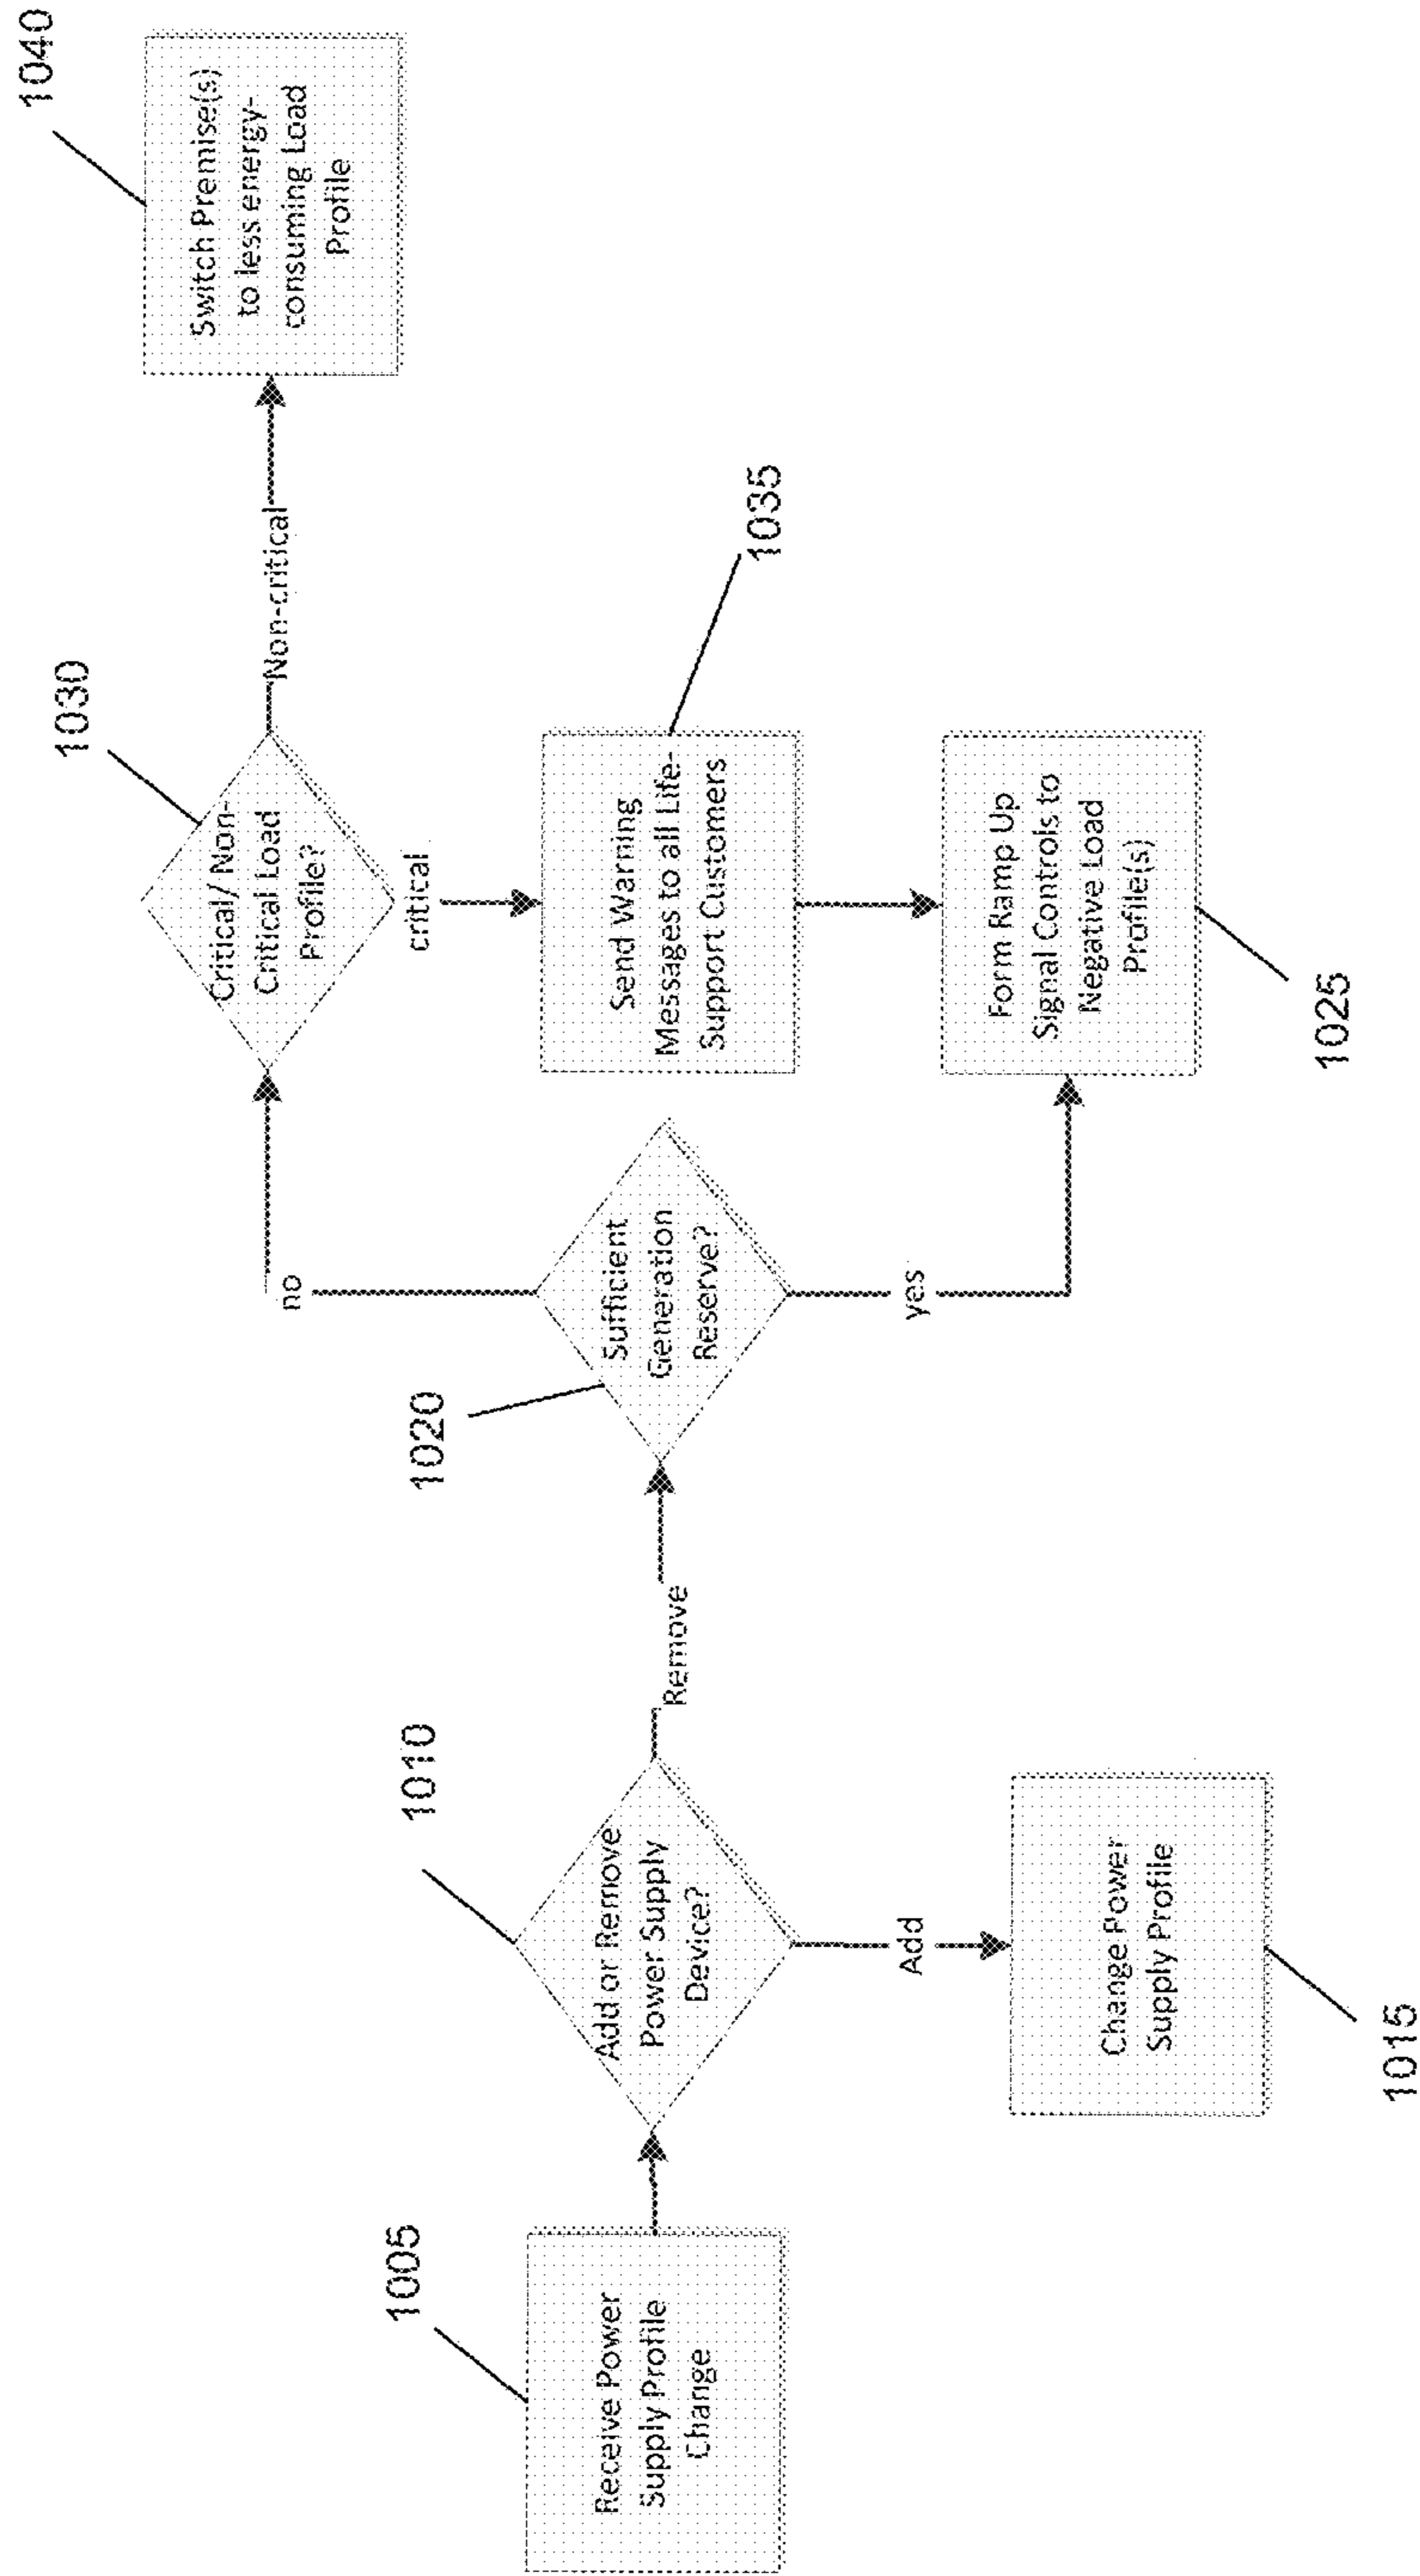 1005
Receive Power
Supply Profile
Change
1010
Add or Remove
Power Supply
Device?
Add
Change Power
Supply Profile
1015
Remove
1020
Sufficient
Generation
Reserve?
no
yes
1030
Critical/ Non-
Critical Load
Profile?
critical
Send Warning
Messages to all Life-
Support Customers
1035
Form Ramp Up
Signal Controls to
Negative Load
Profile(s)
1025
Non-critical
1040
Switch Premise(s)
to less energy-
consuming Load
Profile